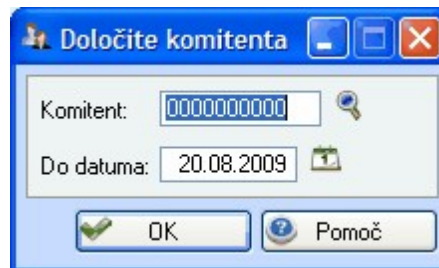 Določite komitenta
Komitent: 0000000000
Do datuma: 20.08.2009
OK Pomoč